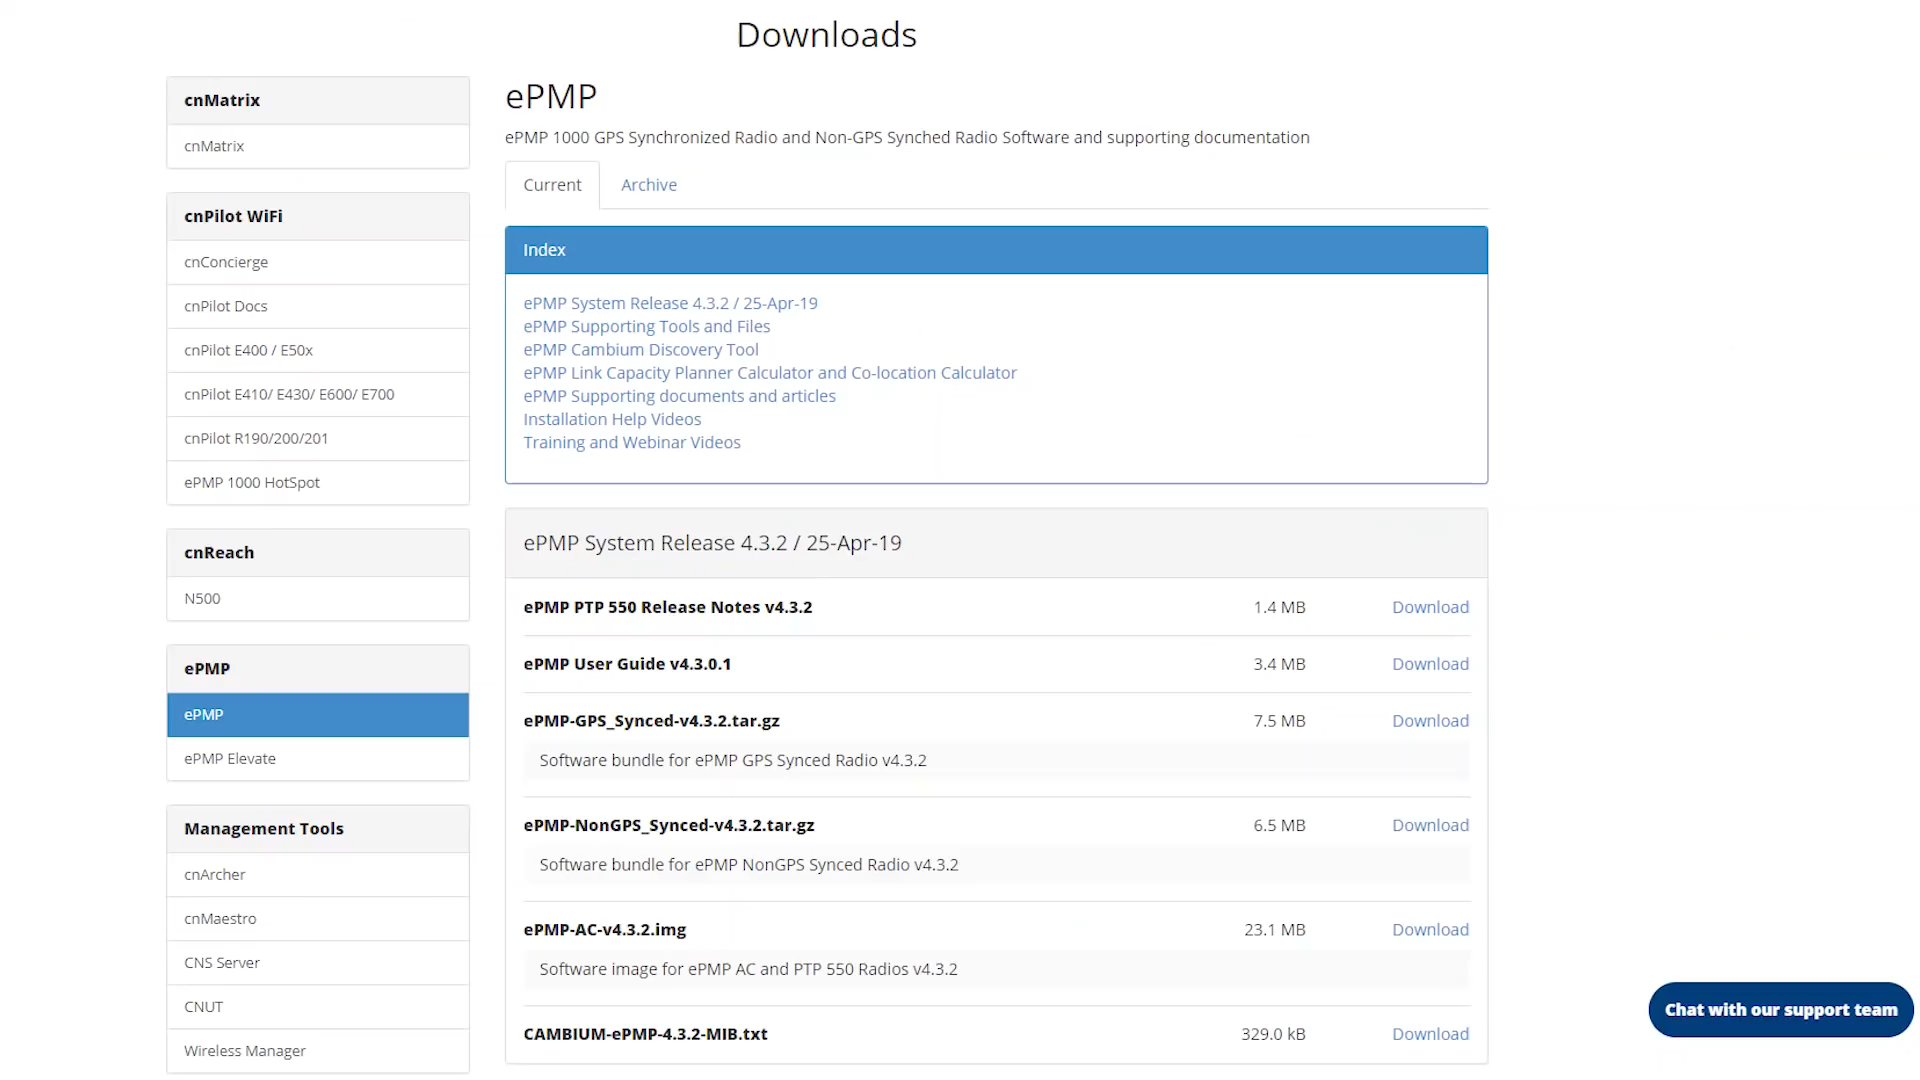 Downloads
cnMatrix
cnMatrix
cnPilot WiFi
cnConcierge
cnPilot Docs
cnPilot E400 / E50x
cnPilot E410/ E430/ E600/ E700
cnPilot R190/200/201
ePMP 1000 HotSpot
cnReach
N500
ePMP
ePMP
ePMP Elevate
Management Tools
cnArcher
cnMaestro
CNS Server
CNUT
Wireless Manager
ePMP
ePMP 1000 GPS Synchronized Radio and Non-GPS Synched Radio Software and supporting documentation
Current Archive
Index
ePMP System Release 4.3.2 / 25-Apr-19
ePMP Supporting Tools and Files
ePMP Cambium Discovery Tool
ePMP Link Capacity Planner Calculator and Co-location Calculator
ePMP Supporting documents and articles
Installation Help Videos
Training and Webinar Videos
ePMP System Release 4.3.2 / 25-Apr-19
ePMP PTP 550 Release Notes v4.3.2 1.4 MB Download
ePMP User Guide v4.3.0.1 3.4 MB Download
ePMP-GPS_Synced-v4.3.2.tar.gz 7.5 MB Download
Software bundle for ePMP GPS Synced Radio v4.3.2
ePMP-NonGPS_Synced-v4.3.2.tar.gz 6.5 MB Download
Software bundle for ePMP NonGPS Synced Radio v4.3.2
ePMP-AC-v4.3.2.img 23.1 MB Download
Software image for ePMP AC and PTP 550 Radios v4.3.2
CAMBIUM-ePMP-4.3.2-MIB.txt 329.0 kB Download
Chat with our support team